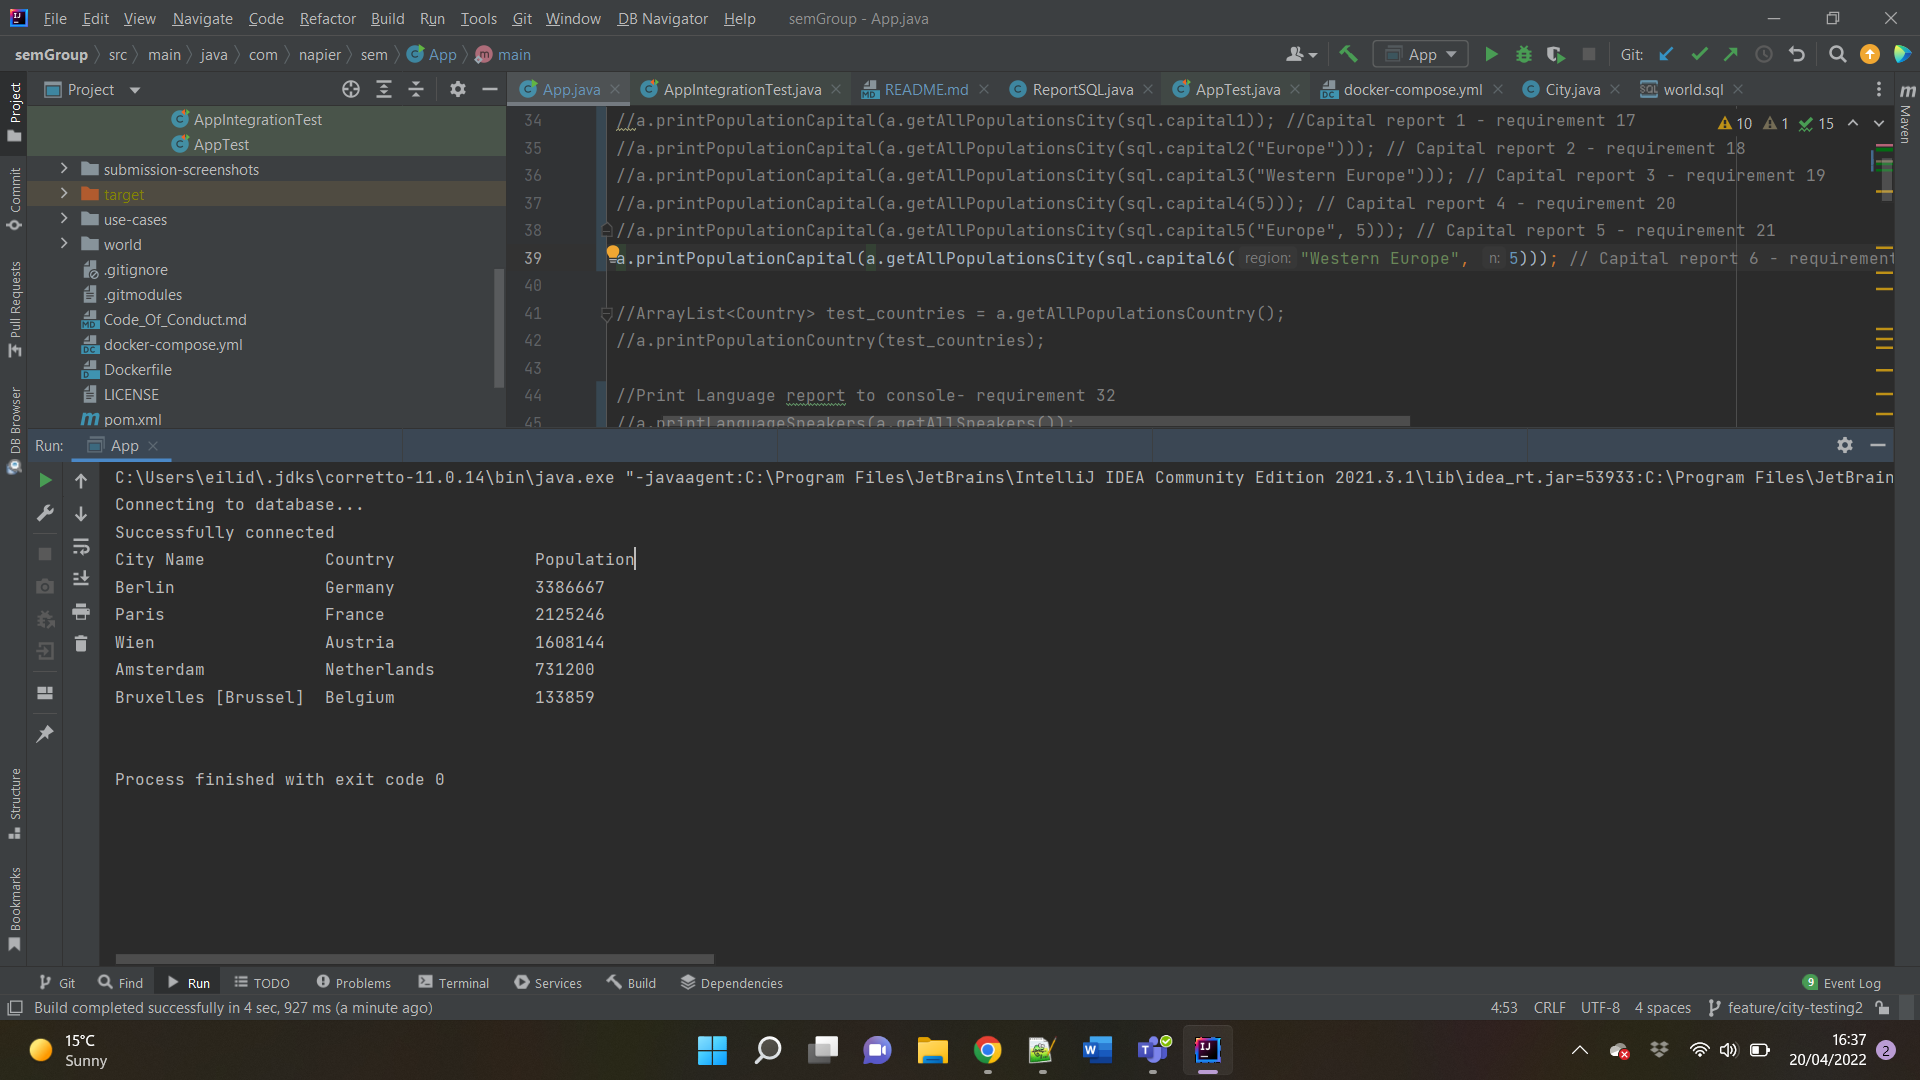 File Edit View Navigate Code Refactor Build Run Tools Git Window DB Navigator Help semGroup - App.java
semGroup src main java com napier sem App main App Git:
Project App.java AppIntegrationTest.java README.md ReportSQL.java AppTest.java docker-compose.yml City.java world.sql
AppIntegrationTest
AppTest
submission-screenshots
target
use-cases
world
.gitignore
.gitmodules
Code_Of_Conduct.md
docker-compose.yml
Dockerfile
LICENSE
pom.xml
34 //a.printPopulationCapital(a.getAllPopulationsCity(sql.capital1)); //Capital report 1 - requirement 17
35 //a.printPopulationCapital(a.getAllPopulationsCity(sql.capital2("Europe"))); // Capital report 2 - requirement 18
36 //a.printPopulationCapital(a.getAllPopulationsCity(sql.capital3("Western Europe"))); // Capital report 3 - requirement 19
37 //a.printPopulationCapital(a.getAllPopulationsCity(sql.capital4(5))); // Capital report 4 - requirement 20
38 //a.printPopulationCapital(a.getAllPopulationsCity(sql.capital5("Europe", 5))); // Capital report 5 - requirement 21
39 a.printPopulationCapital(a.getAllPopulationsCity(sql.capital6( region: "Western Europe", n: 5))); // Capital report 6 - requirement
40
41 //ArrayList<Country> test_countries = a.getAllPopulationsCountry();
42 //a.printPopulationCountry(test_countries);
43
44 //Print Language report to console- requirement 32
45 //a.printLanguageSpeakers(a.getAllSpeakers());
10 1 15
Project
Commit
Pull Requests
DB Browser
Structure
Bookmarks
Maven
Run: App
C:\Users\eilid\.jdks\corretto-11.0.14\bin\java.exe "-javaagent:C:\Program Files\JetBrains\IntelliJ IDEA Community Edition 2021.3.1\lib\idea_rt.jar=53933:C:\Program Files\JetBrain
Connecting to database...
Successfully connected
City Name Country Population
Berlin Germany 3386667
Paris France 2125246
Wien Austria 1608144
Amsterdam Netherlands 731200
Bruxelles [Brussel] Belgium 133859
Process finished with exit code 0
Git Find Run TODO Problems Terminal Services Build Dependencies 9 Event Log
Build completed successfully in 4 sec, 927 ms (a minute ago) 4:53 CRLF UTF-8 4 spaces feature/city-testing2
15°C
Sunny
16:37
20/04/2022 2